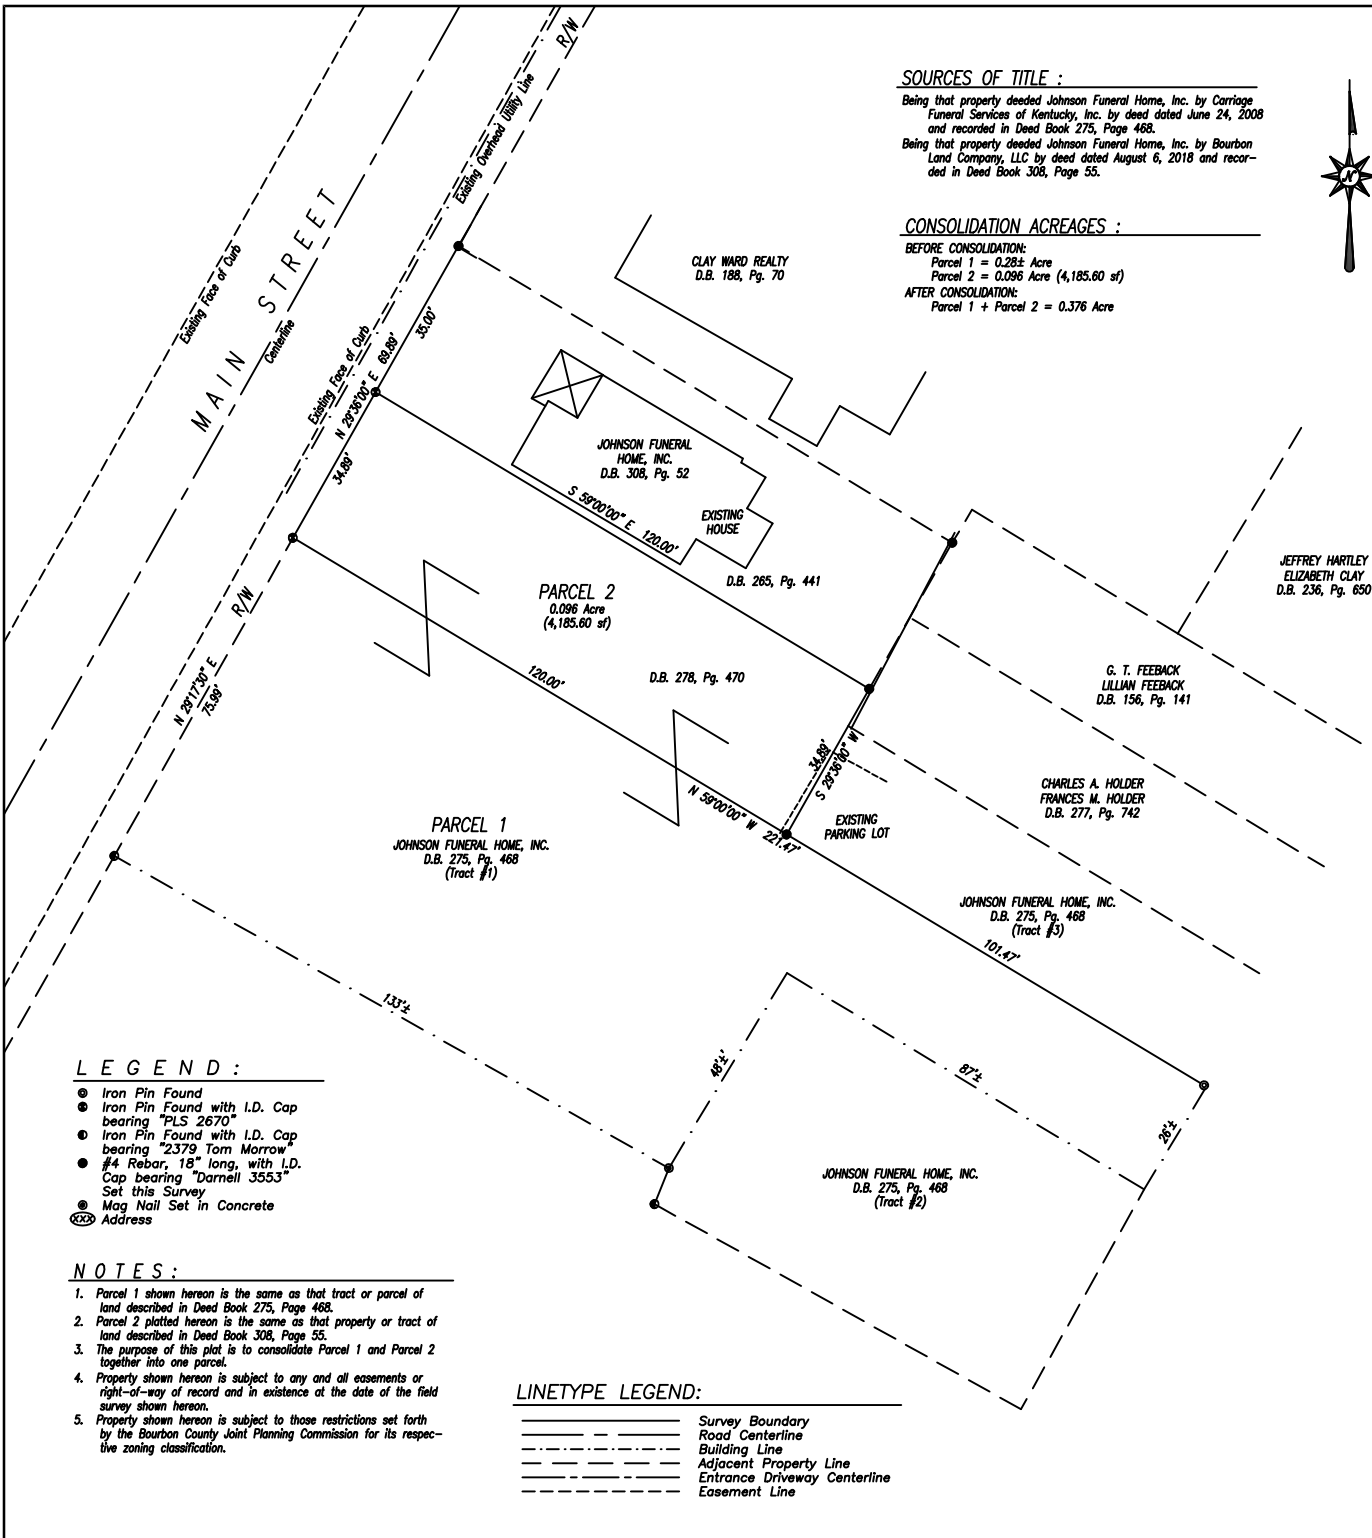 SOURCES OF TITLE :
Being that property deeded Johnson Funeral Home, Inc. by Carriage
Funeral Services of Kentucky, Inc. by deed dated June 24, 2008
and recorded in Deed Book 275, Page 468.
Being that property deeded Johnson Funeral Home, Inc. by Bourbon
Land Company, LLC by deed dated August 6, 2018 and recor-
ded in Deed Book 308, Page 55.
N
CONSOLIDATION ACREAGES :
BEFORE CONSOLIDATION:
Parcel 1 = 0.28± Acre
Parcel 2 = 0.096 Acre (4,185.60 sf)
AFTER CONSOLIDATION:
Parcel 1 + Parcel 2 = 0.376 Acre
R/W
Existing Overhead Utility Line
Existing Face of Curb
MAIN STREET
Centerline
Existing Face of Curb
N 29°36'00" E 69.89'
35.00'
34.89'
R/W
N 29°17'30" E
75.99'
CLAY WARD REALTY
D.B. 188, Pg. 70
JOHNSON FUNERAL
HOME, INC.
D.B. 308, Pg. 52
S 59°00'00" E 120.00'
EXISTING
HOUSE
D.B. 265, Pg. 441
PARCEL 2
0.096 Acre
(4,185.60 sf)
D.B. 278, Pg. 470
120.00'
JEFFREY HARTLEY
ELIZABETH CLAY
D.B. 236, Pg. 650
G. T. FEEBACK
LILLIAN FEEBACK
D.B. 156, Pg. 141
34.89'
S 29°36'00" W
CHARLES A. HOLDER
FRANCES M. HOLDER
D.B. 277, Pg. 742
N 59°00'00" W 221.47'
EXISTING
PARKING LOT
PARCEL 1
JOHNSON FUNERAL HOME, INC.
D.B. 275, Pg. 468
(Tract #1)
JOHNSON FUNERAL HOME, INC.
D.B. 275, Pg. 468
(Tract #3)
101.47'
133'±
48'±'
87'±
26'±
JOHNSON FUNERAL HOME, INC.
D.B. 275, Pg. 468
(Tract #2)
LEGEND:
Iron Pin Found
Iron Pin Found with I.D. Cap
bearing "PLS 2670"
Iron Pin Found with I.D. Cap
bearing "2379 Tom Morrow"
#4 Rebar, 18" long, with I.D.
Cap bearing "Darnell 3553"
Set this Survey
Mag Nail Set in Concrete
XXX Address
NOTES:
1. Parcel 1 shown hereon is the same as that tract or parcel of
land described in Deed Book 275, Page 468.
2. Parcel 2 platted hereon is the same as that property or tract of
land described in Deed Book 308, Page 55.
3. The purpose of this plat is to consolidate Parcel 1 and Parcel 2
together into one parcel.
4. Property shown hereon is subject to any and all easements or
right-of-way of record and in existence at the date of the field
survey shown hereon.
5. Property shown hereon is subject to those restrictions set forth
by the Bourbon County Joint Planning Commission for its respec-
tive zoning classification.
LINETYPE LEGEND:
Survey Boundary
Road Centerline
Building Line
Adjacent Property Line
Entrance Driveway Centerline
Easement Line